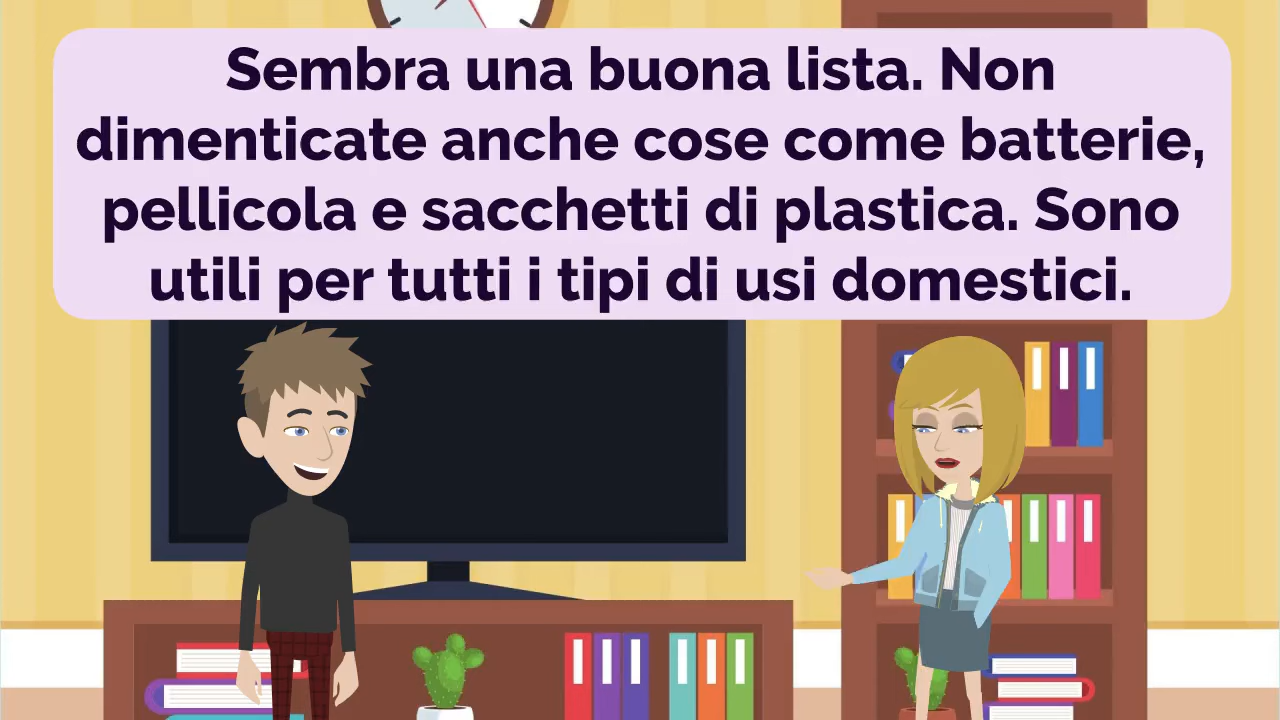 Sembra una buona lista. Non
dimenticate anche cose come batterie,
pellicola e sacchetti di plastica. Sono
utili per tutti i tipi di usi domestici.